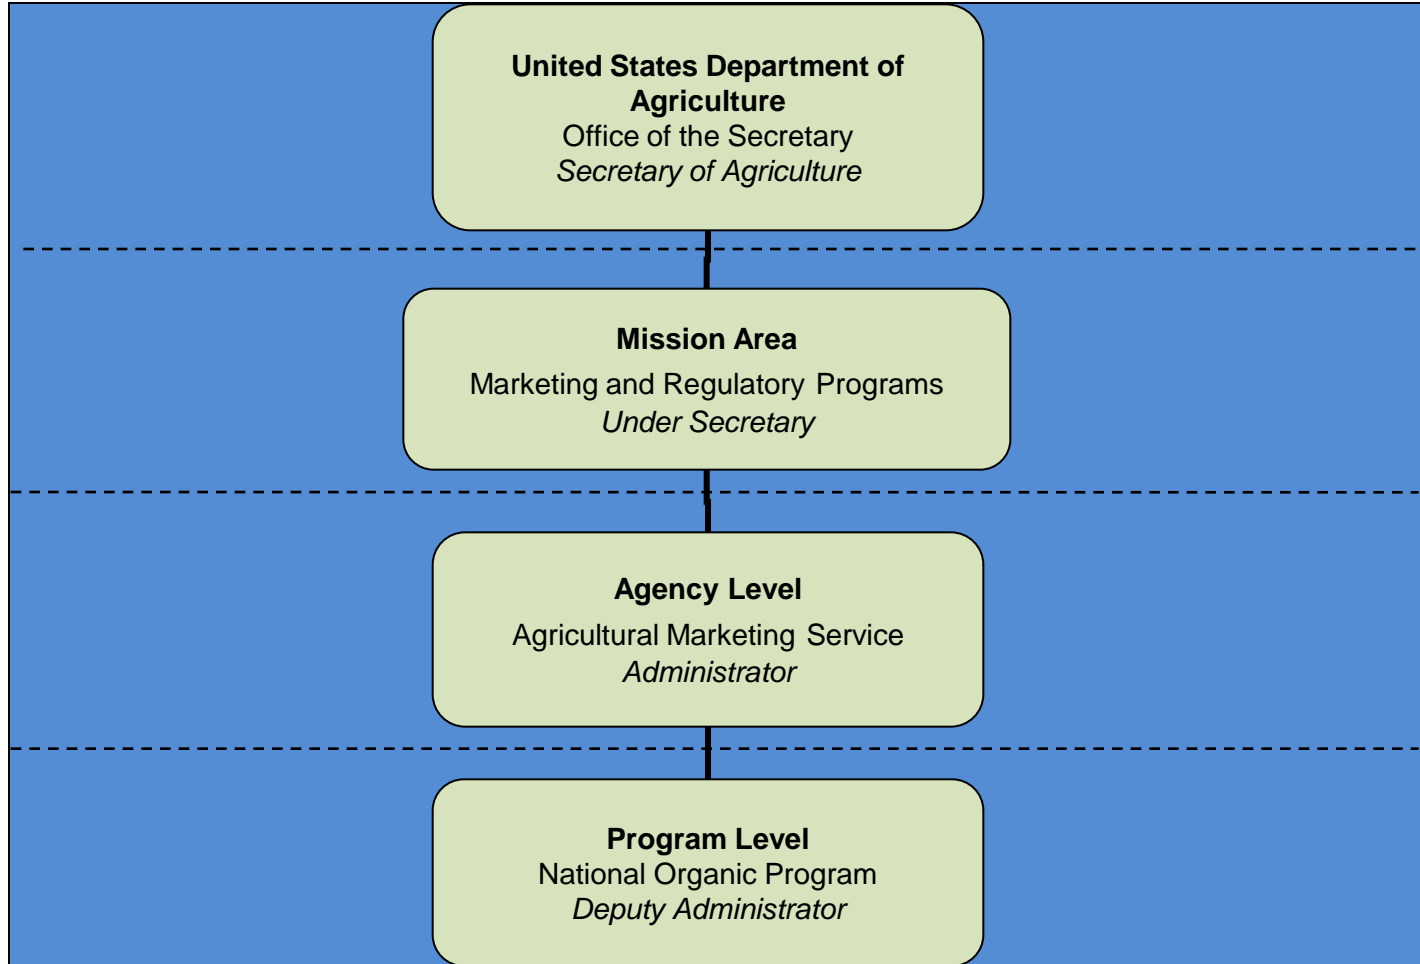 United States Department of
Agriculture
Office of the Secretary
Secretary of Agriculture
Mission Area
Marketing and Regulatory Programs
Under Secretary
Agency Level
Agricultural Marketing Service
Administrator
Program Level
National Organic Program
Deputy Administrator